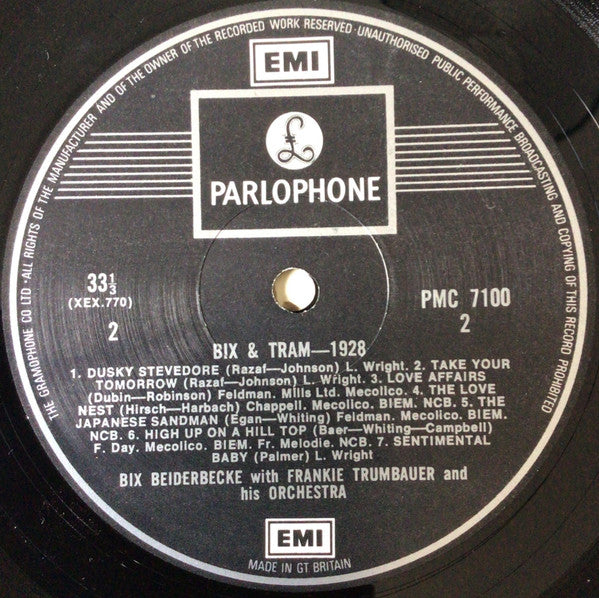 THE GRAMOPHONE CO LTD · ALL RIGHTS OF THE MANUFACTURER AND OF THE OWNER OF THE RECORDED WORK RESERVED · UNAUTHORISED PUBLIC PERFORMANCE BROADCASTING AND COPYING OF THIS RECORD PROHIBITED
EMI
£
PARLOPHONE
33⅓
(XEX.770)
2
PMC 7100
2
BIX & TRAM—1928
1. DUSKY STEVEDORE (Razaf—Johnson) L. Wright. 2. TAKE YOUR
TOMORROW (Razaf—Johnson) L. Wright. 3. LOVE AFFAIRS
(Dubin—Robinson) Feldman. Mills Ltd. Mecolico. 4. THE LOVE
NEST (Hirsch—Harbach) Chappell. Mecolico. BIEM. NCB. 5. THE
JAPANESE SANDMAN (Egan—Whiting) Feldman. Mecolico. BIEM.
NCB. 6. HIGH UP ON A HILL TOP (Baer—Whiting—Campbell)
F. Day. Mecolico. BIEM. Fr. Melodie. NCB. 7. SENTIMENTAL
BABY (Palmer) L. Wright
BIX BEIDERBECKE with FRANKIE TRUMBAUER and
his ORCHESTRA
EMI
MADE IN GT. BRITAIN